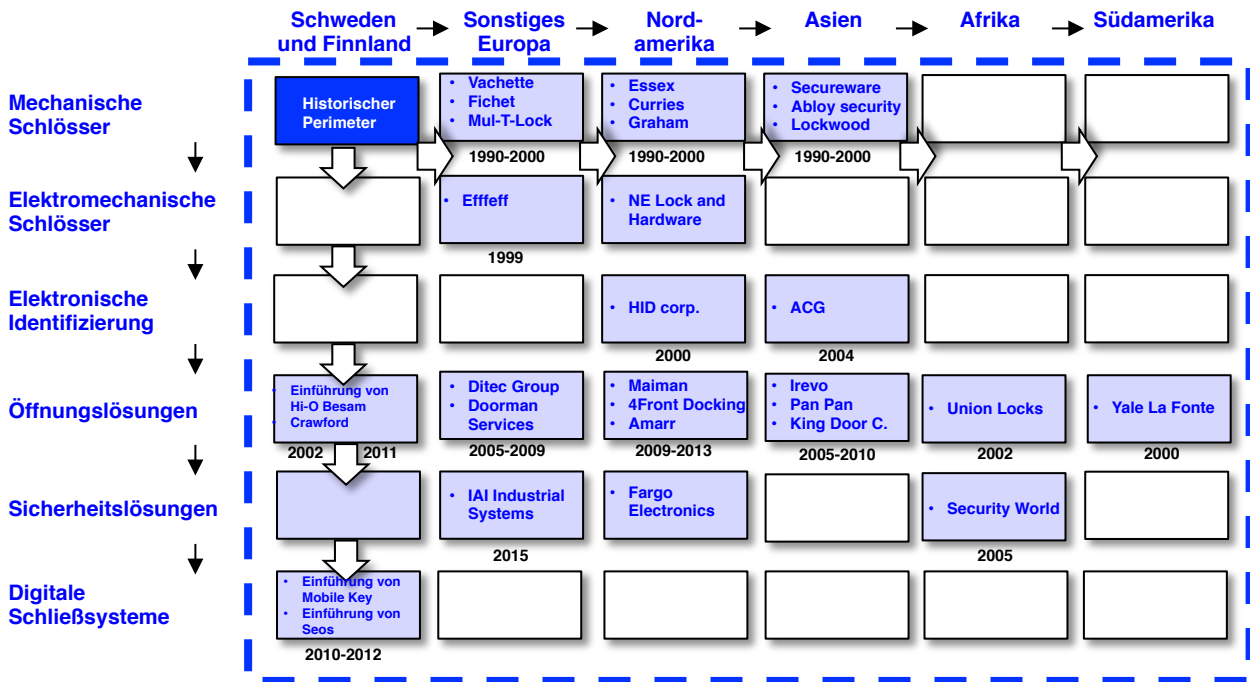 Schweden
und Finnland
Sonstiges
Europa
Nord-
amerika
Asien
Afrika
Südamerika
Mechanische
Schlösser
Historischer
Perimeter
• Vachette
• Fichet
• Mul-T-Lock
1990-2000
• Essex
• Curries
• Graham
1990-2000
• Secureware
• Abloy security
• Lockwood
1990-2000
Elektromechanische
Schlösser
• Efffeff
1999
• NE Lock and
Hardware
Elektronische
Identifizierung
• HID corp.
2000
• ACG
2004
Öffnungslösungen
• Einführung von
Hi-O Besam
• Crawford
2002 2011
• Ditec Group
• Doorman
Services
2005-2009
• Maiman
• 4Front Docking
• Amarr
2009-2013
• Irevo
• Pan Pan
• King Door C.
2005-2010
• Union Locks
2002
• Yale La Fonte
2000
Sicherheitslösungen
• IAI Industrial
Systems
2015
• Fargo
Electronics
• Security World
2005
Digitale
Schließsysteme
• Einführung von
Mobile Key
• Einführung von
Seos
2010-2012